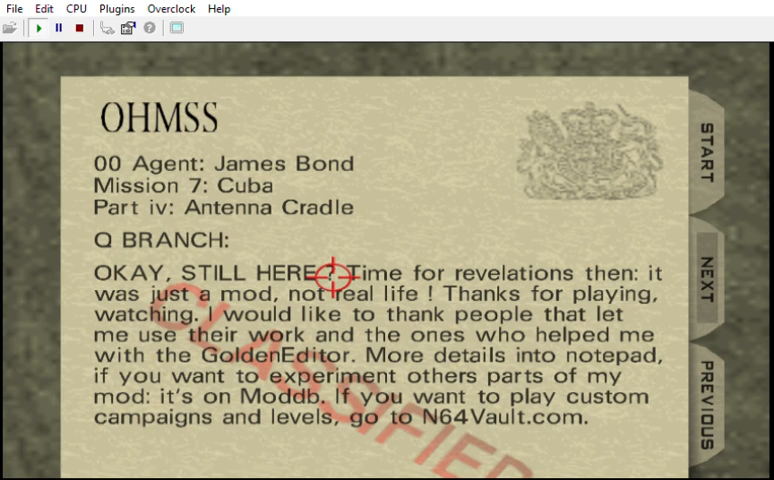 File Edit CPU Plugins Overclock Help
OHMSS
00 Agent: James Bond
Mission 7: Cuba
Part iv: Antenna Cradle
Q BRANCH:
OKAY, STILL HERE ? Time for revelations then: it
was just a mod, not real life ! Thanks for playing,
watching. I would like to thank people that let
me use their work and the ones who helped me
with the GoldenEditor. More details into notepad,
if you want to experiment others parts of my
mod: it's on Moddb. If you want to play custom
campaigns and levels, go to N64Vault.com.
CLASSIFIED
START
NEXT
PREVIOUS